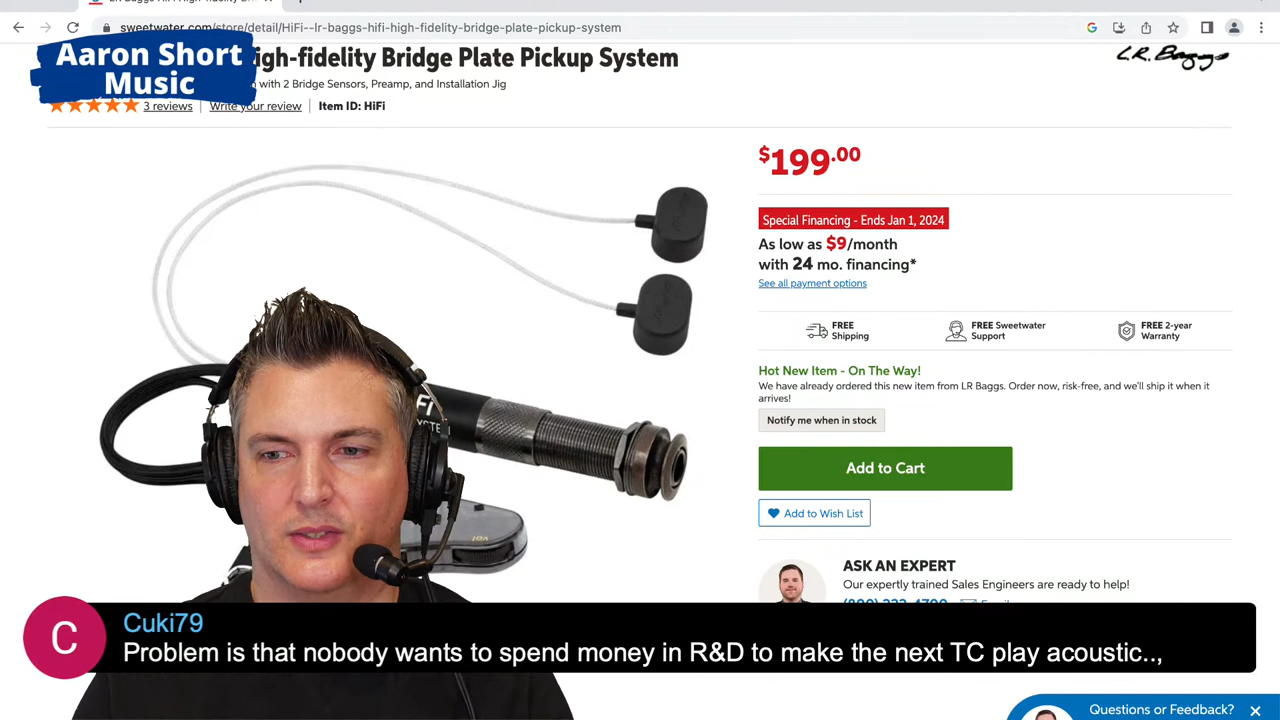 sweetwater.com/store/detail/HiFi--lr-baggs-hifi-high-fidelity-bridge-plate-pickup-system
Aaron Short
Music
igh-fidelity Bridge Plate Pickup System
L.R. Baggs
with 2 Bridge Sensors, Preamp, and Installation Jig
3 reviews
Write your review
Item ID: HiFi
$199.00
Special Financing - Ends Jan 1, 2024
As low as $9/month
with 24 mo. financing*
See all payment options
FREE
Shipping
FREE Sweetwater
Support
FREE 2-year
Warranty
Hot New Item - On The Way!
We have already ordered this new item from LR Baggs. Order now, risk-free, and we'll ship it when it
arrives!
Notify me when in stock
Add to Cart
Add to Wish List
vol
ASK AN EXPERT
Our expertly trained Sales Engineers are ready to help!
C
Cuki79
Problem is that nobody wants to spend money in R&D to make the next TC play acoustic..,
Questions or Feedback?